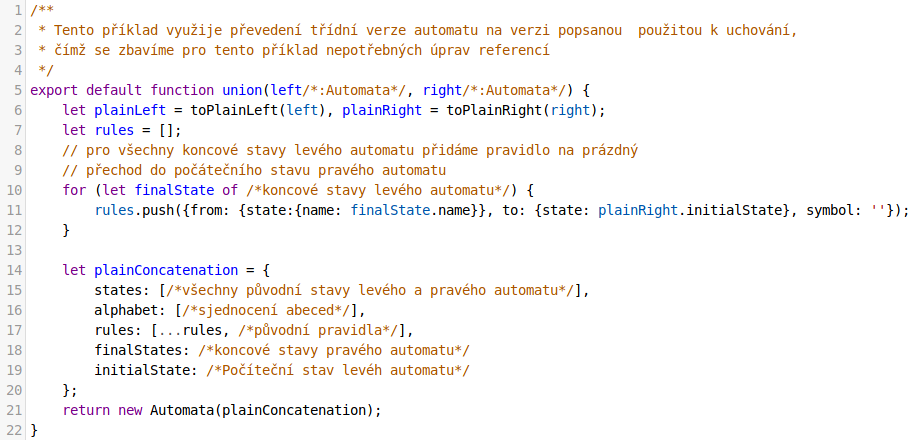 1 /**
2  * Tento příklad využije převedení třídní verze automatu na verzi popsanou  použitou k uchování,
3  * čímž se zbavíme pro tento příklad nepotřebných úprav referencí
4  */
5 export default function union(left/*:Automata*/, right/*:Automata*/) {
6     let plainLeft = toPlainLeft(left), plainRight = toPlainRight(right);
7     let rules = [];
8     // pro všechny koncové stavy levého automatu přidáme pravidlo na prázdný
9     // přechod do počátečního stavu pravého automatu
10     for (let finalState of /*koncové stavy levého automatu*/) {
11         rules.push({from: {state:{name: finalState.name}}, to: {state: plainRight.initialState}, symbol: ''});
12     }
13
14     let plainConcatenation = {
15         states: [/*všechny původní stavy levého a pravého automatu*/],
16         alphabet: [/*sjednocení abeced*/],
17         rules: [...rules, /*původní pravidla*/],
18         finalStates: /*koncové stavy pravého automatu*/
19         initialState: /*Počíteční stav levéh automatu*/
20     };
21     return new Automata(plainConcatenation);
22 }